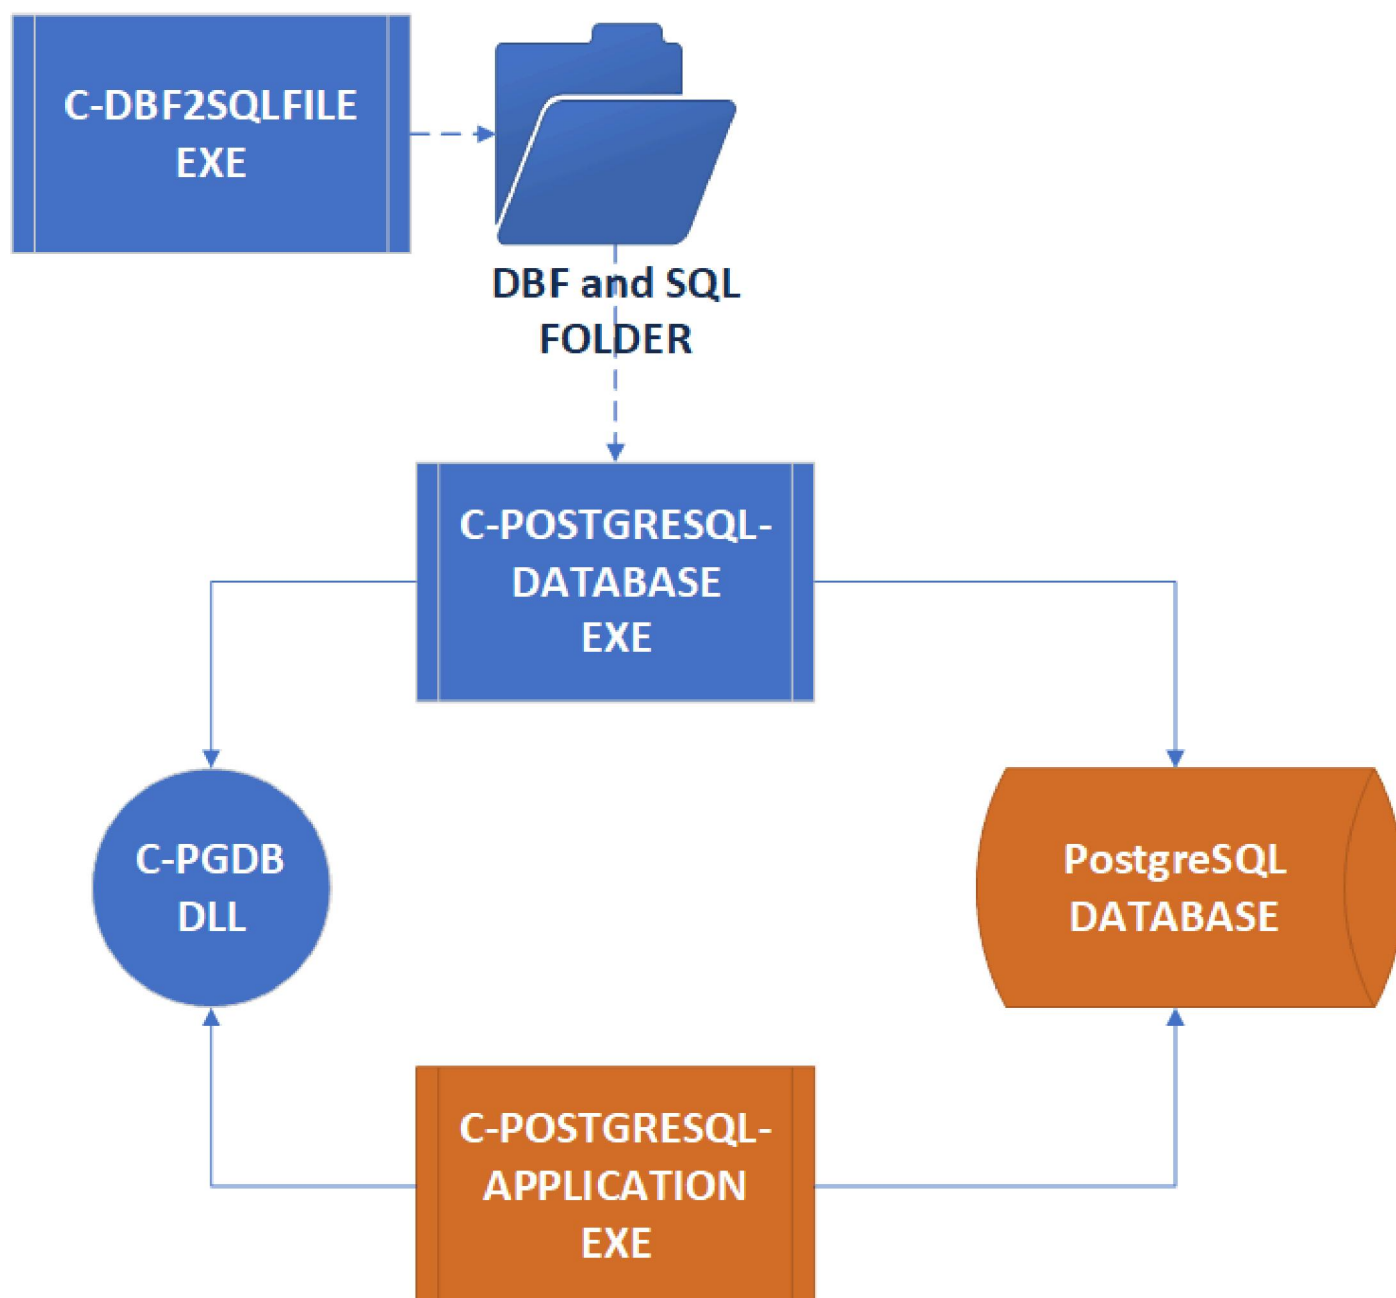 C-DBF2SQLFILE
EXE
DBF and SQL
FOLDER
C-POSTGRESQL-
DATABASE
EXE
C-PGDB
DLL
PostgreSQL
DATABASE
C-POSTGRESQL-
APPLICATION
EXE